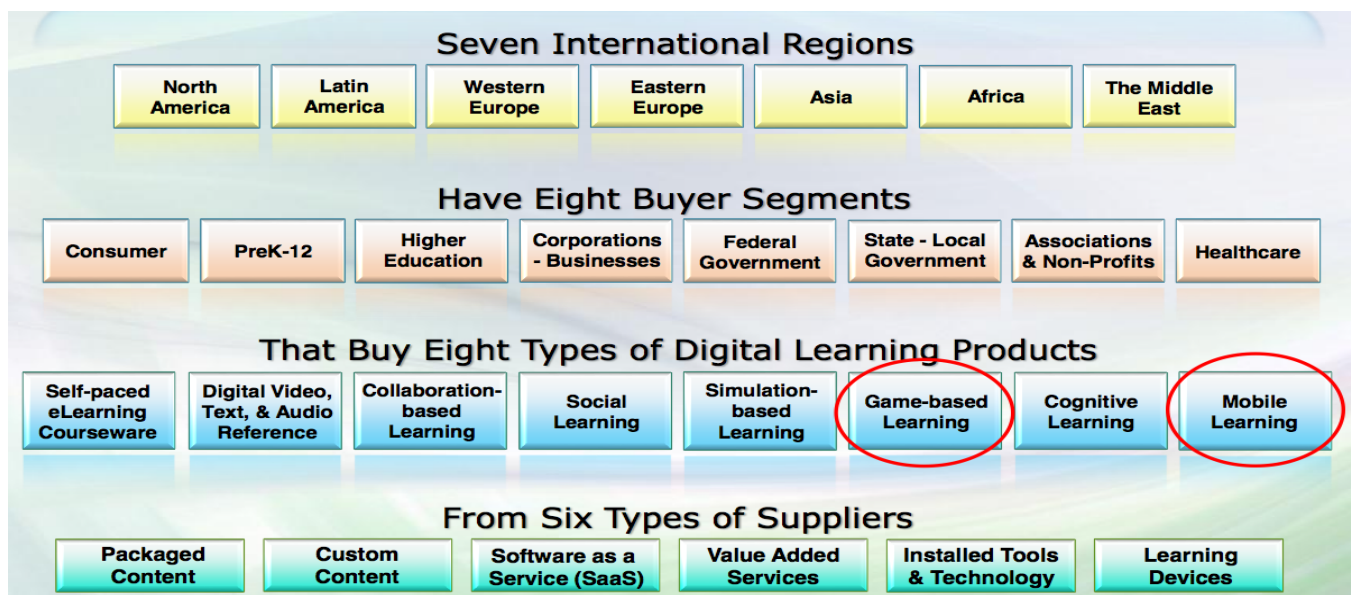 Seven International Regions
North
America
Latin
America
Western
Europe
Eastern
Europe
Asia
Africa
The Middle
East
Have Eight Buyer Segments
Consumer
PreK-12
Higher
Education
Corporations
- Businesses
Federal
Government
State - Local
Government
Associations
& Non-Profits
Healthcare
That Buy Eight Types of Digital Learning Products
Self-paced
eLearning
Courseware
Digital Video,
Text, & Audio
Reference
Collaboration-
based
Learning
Social
Learning
Simulation-
based
Learning
Game-based
Learning
Cognitive
Learning
Mobile
Learning
From Six Types of Suppliers
Packaged
Content
Custom
Content
Software as a
Service (SaaS)
Value Added
Services
Installed Tools
& Technology
Learning
Devices